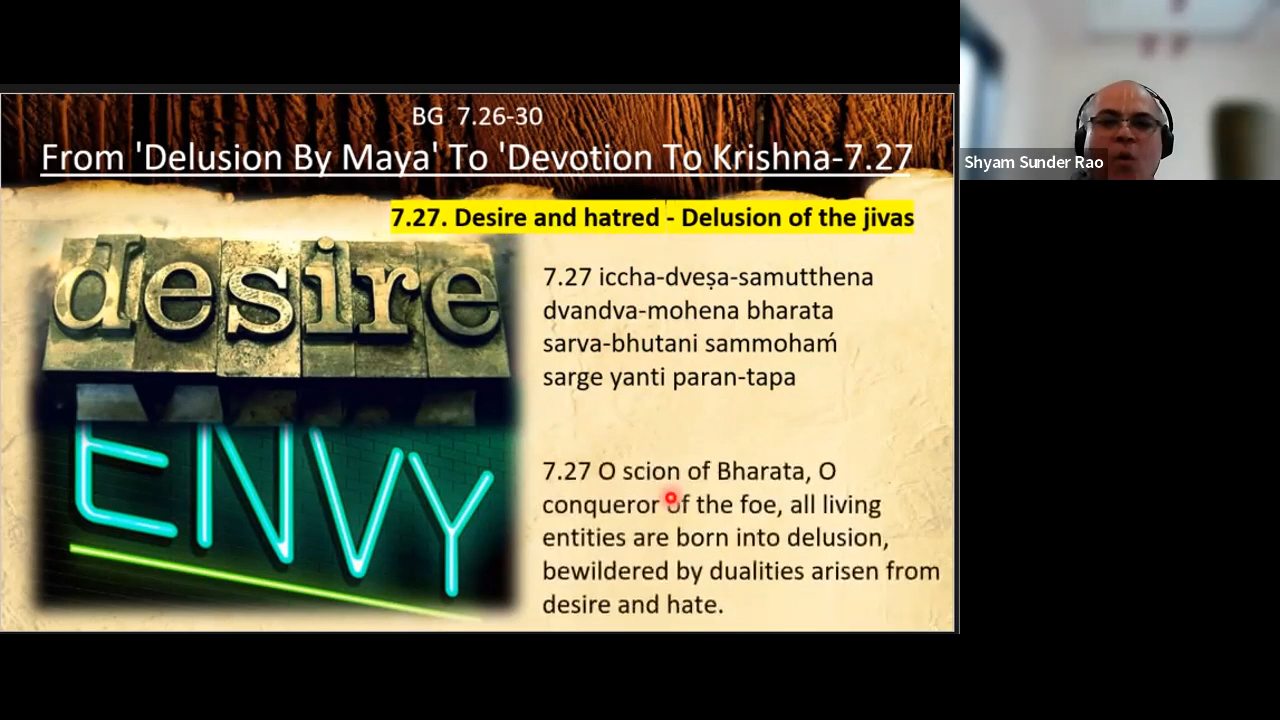 BG 7.26-30
From 'Delusion By Maya' To 'Devotion To Krishna-7.27
7.27. Desire and hatred - Delusion of the jivas
desire
ENVY
7.27 iccha-dveṣa-samutthena
dvandva-mohena bharata
sarva-bhutani sammohaḿ
sarge yanti paran-tapa
7.27 O scion of Bharata, O
conqueror of the foe, all living
entities are born into delusion,
bewildered by dualities arisen from
desire and hate.
Shyam Sunder Rao